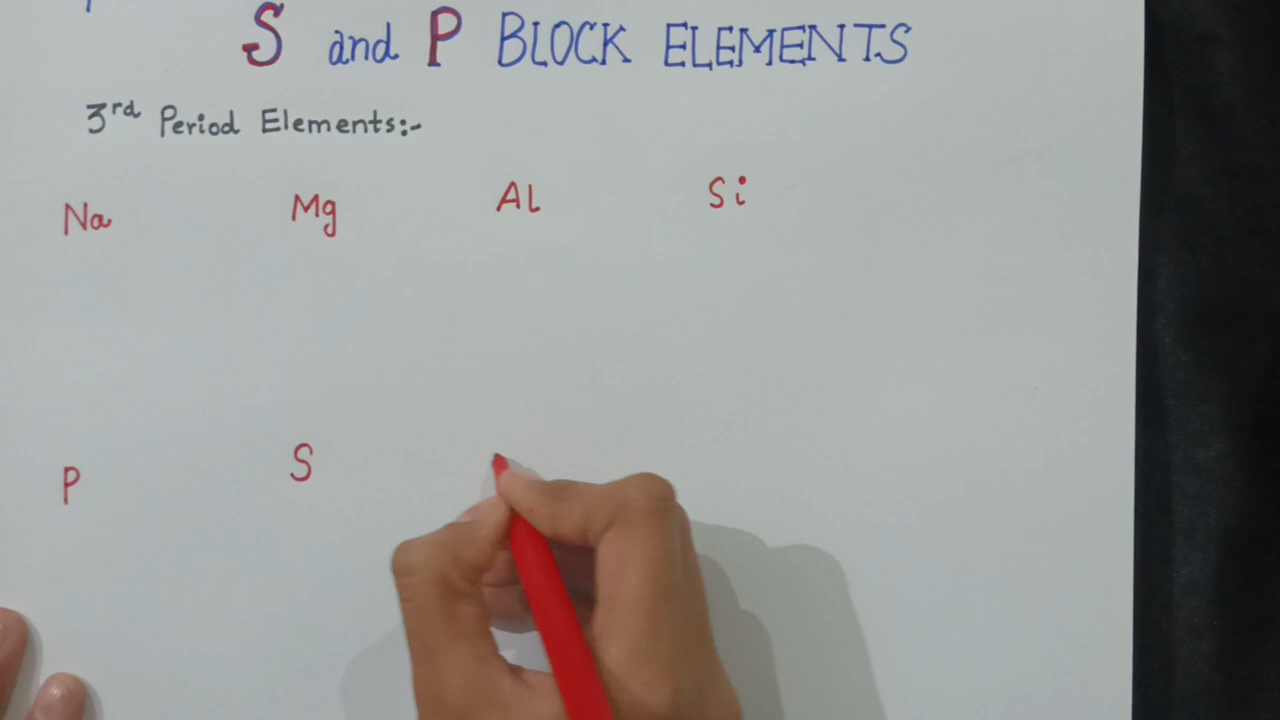 S and P BLOCK ELEMENTS
3rd Period Elements:-
Na Mg Al Si
P S